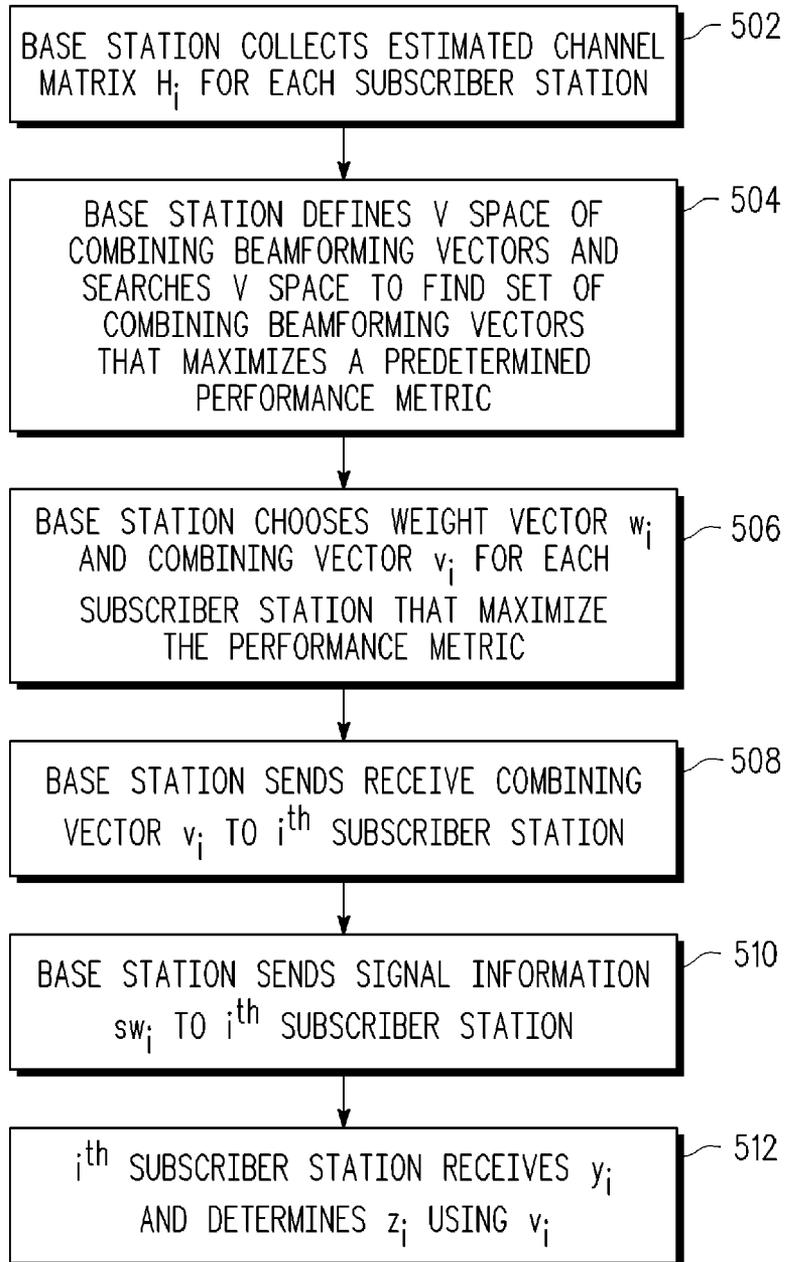 BASE STATION COLLECTS ESTIMATED CHANNEL
MATRIX Hi FOR EACH SUBSCRIBER STATION
502
BASE STATION DEFINES V SPACE OF
COMBINING BEAMFORMING VECTORS AND
SEARCHES V SPACE TO FIND SET OF
COMBINING BEAMFORMING VECTORS
THAT MAXIMIZES A PREDETERMINED
PERFORMANCE METRIC
504
BASE STATION CHOOSES WEIGHT VECTOR wi
AND COMBINING VECTOR vi FOR EACH
SUBSCRIBER STATION THAT MAXIMIZE
THE PERFORMANCE METRIC
506
BASE STATION SENDS RECEIVE COMBINING
VECTOR vi TO ith SUBSCRIBER STATION
508
BASE STATION SENDS SIGNAL INFORMATION
swi TO ith SUBSCRIBER STATION
510
ith SUBSCRIBER STATION RECEIVES yi
AND DETERMINES zi USING vi
512